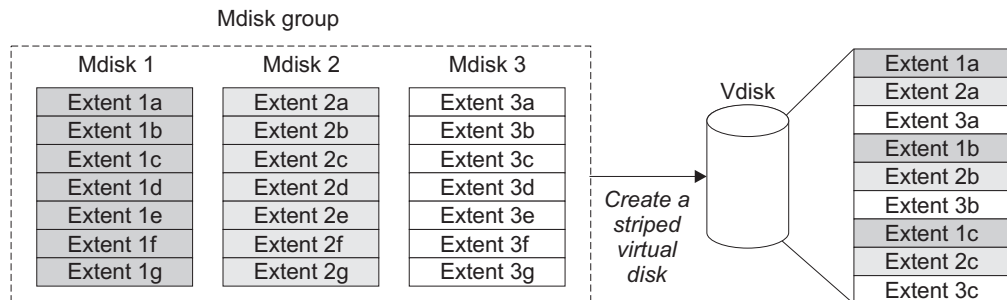 Mdisk group
Mdisk 1 Mdisk 2 Mdisk 3
Extent 1a Extent 2a Extent 3a
Extent 1b Extent 2b Extent 3b
Extent 1c Extent 2c Extent 3c
Extent 1d Extent 2d Extent 3d
Extent 1e Extent 2e Extent 3e
Extent 1f Extent 2f Extent 3f
Extent 1g Extent 2g Extent 3g
Create a
striped
virtual
disk
Vdisk
Extent 1a
Extent 2a
Extent 3a
Extent 1b
Extent 2b
Extent 3b
Extent 1c
Extent 2c
Extent 3c